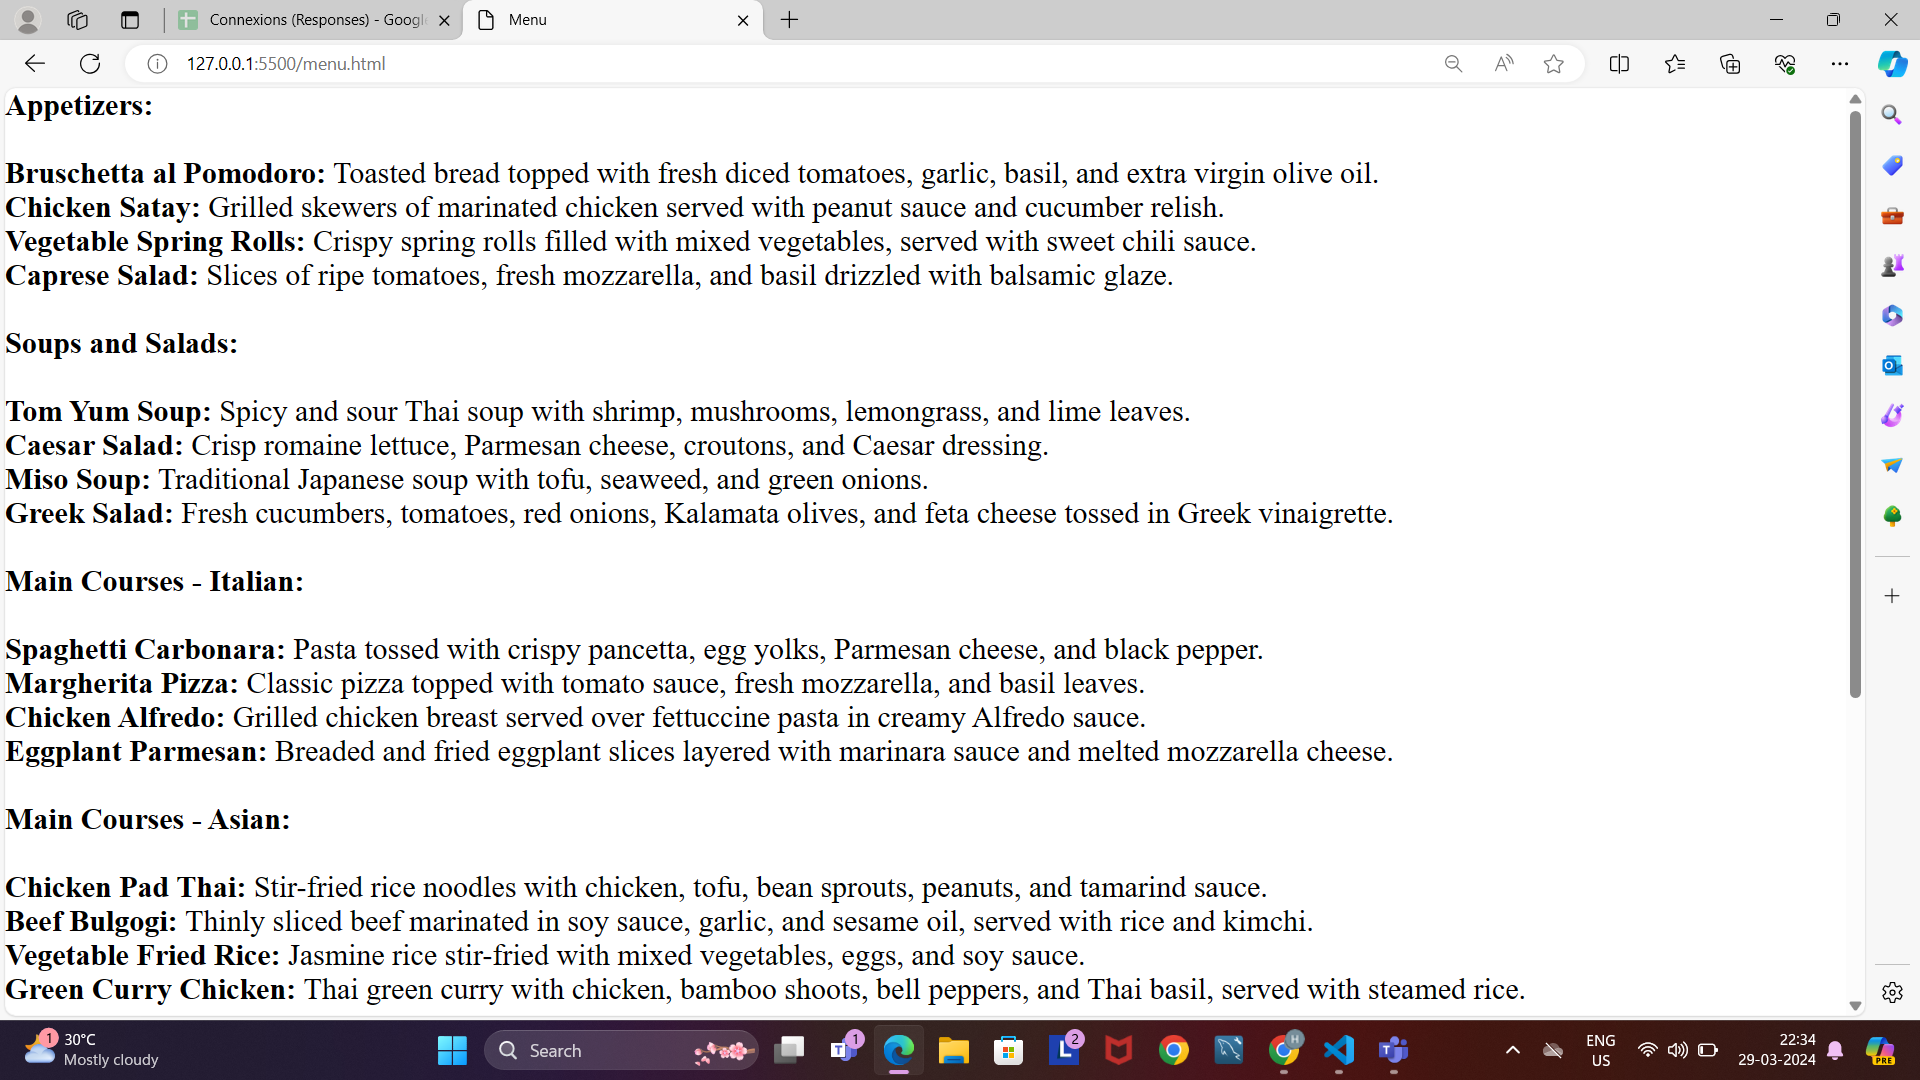 Connexions (Responses) - Googl
Menu
127.0.0.1:5500/menu.html
Appetizers:
Bruschetta al Pomodoro: Toasted bread topped with fresh diced tomatoes, garlic, basil, and extra virgin olive oil.
Chicken Satay: Grilled skewers of marinated chicken served with peanut sauce and cucumber relish.
Vegetable Spring Rolls: Crispy spring rolls filled with mixed vegetables, served with sweet chili sauce.
Caprese Salad: Slices of ripe tomatoes, fresh mozzarella, and basil drizzled with balsamic glaze.
Soups and Salads:
Tom Yum Soup: Spicy and sour Thai soup with shrimp, mushrooms, lemongrass, and lime leaves.
Caesar Salad: Crisp romaine lettuce, Parmesan cheese, croutons, and Caesar dressing.
Miso Soup: Traditional Japanese soup with tofu, seaweed, and green onions.
Greek Salad: Fresh cucumbers, tomatoes, red onions, Kalamata olives, and feta cheese tossed in Greek vinaigrette.
Main Courses - Italian:
Spaghetti Carbonara: Pasta tossed with crispy pancetta, egg yolks, Parmesan cheese, and black pepper.
Margherita Pizza: Classic pizza topped with tomato sauce, fresh mozzarella, and basil leaves.
Chicken Alfredo: Grilled chicken breast served over fettuccine pasta in creamy Alfredo sauce.
Eggplant Parmesan: Breaded and fried eggplant slices layered with marinara sauce and melted mozzarella cheese.
Main Courses - Asian:
Chicken Pad Thai: Stir-fried rice noodles with chicken, tofu, bean sprouts, peanuts, and tamarind sauce.
Beef Bulgogi: Thinly sliced beef marinated in soy sauce, garlic, and sesame oil, served with rice and kimchi.
Vegetable Fried Rice: Jasmine rice stir-fried with mixed vegetables, eggs, and soy sauce.
Green Curry Chicken: Thai green curry with chicken, bamboo shoots, bell peppers, and Thai basil, served with steamed rice.
1
30°C
Mostly cloudy
Search
1
2
L
H
ENG
US
22:34
29-03-2024
PRE